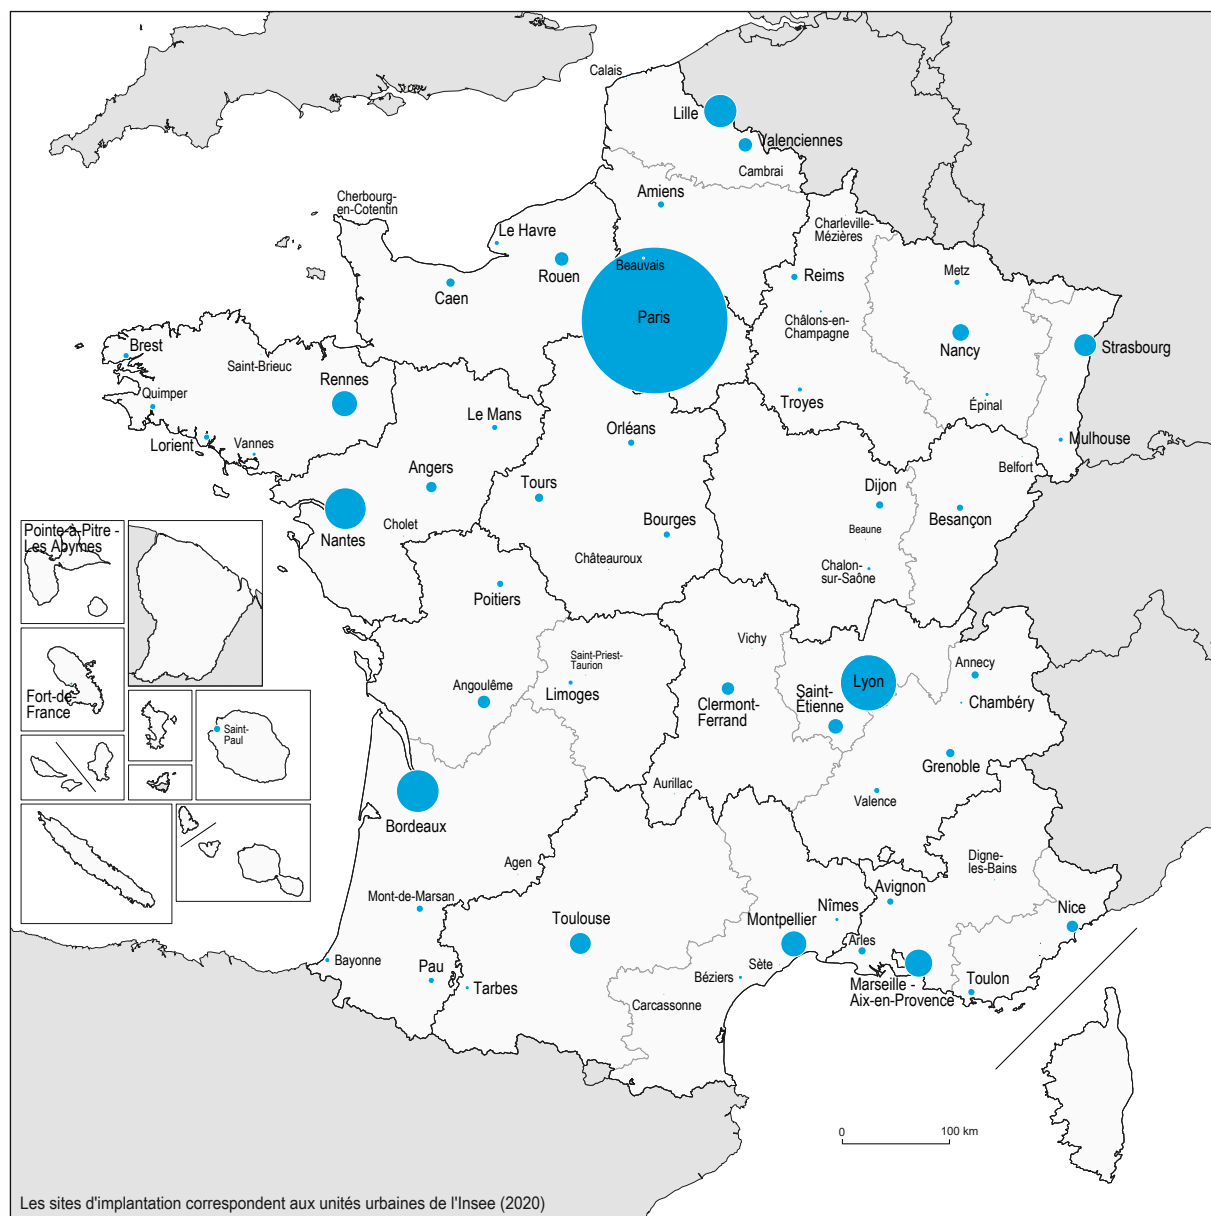 Calais
Lille
Valenciennes
Cambrai
Amiens
Cherbourg-
en-Cotentin
Le Havre
Rouen
Beauvais
Caen
Paris
Charleville-
Mézières
Reims
Châlons-en-
Champagne
Troyes
Metz
Nancy
Épinal
Strasbourg
Mulhouse
Belfort
Brest
Saint-Brieuc
Quimper
Rennes
Lorient
Vannes
Le Mans
Angers
Nantes
Cholet
Orléans
Tours
Bourges
Châteauroux
Dijon
Beaune
Chalon-
sur-Saône
Besançon
Pointe-à-Pitre -
Les Abymes
Fort-de-
France
Saint-
Paul
Poitiers
Angoulême
Saint-Priest-
Taurion
Limoges
Vichy
Clermont-
Ferrand
Saint-
Étienne
Lyon
Annecy
Chambéry
Grenoble
Valence
Aurillac
Bordeaux
Agen
Mont-de-Marsan
Bayonne
Pau
Tarbes
Toulouse
Carcassonne
Béziers
Sète
Montpellier
Nîmes
Arles
Avignon
Digne-
les-Bains
Marseille -
Aix-en-Provence
Toulon
Nice
0 100 km
Les sites d'implantation correspondent aux unités urbaines de l'Insee (2020)